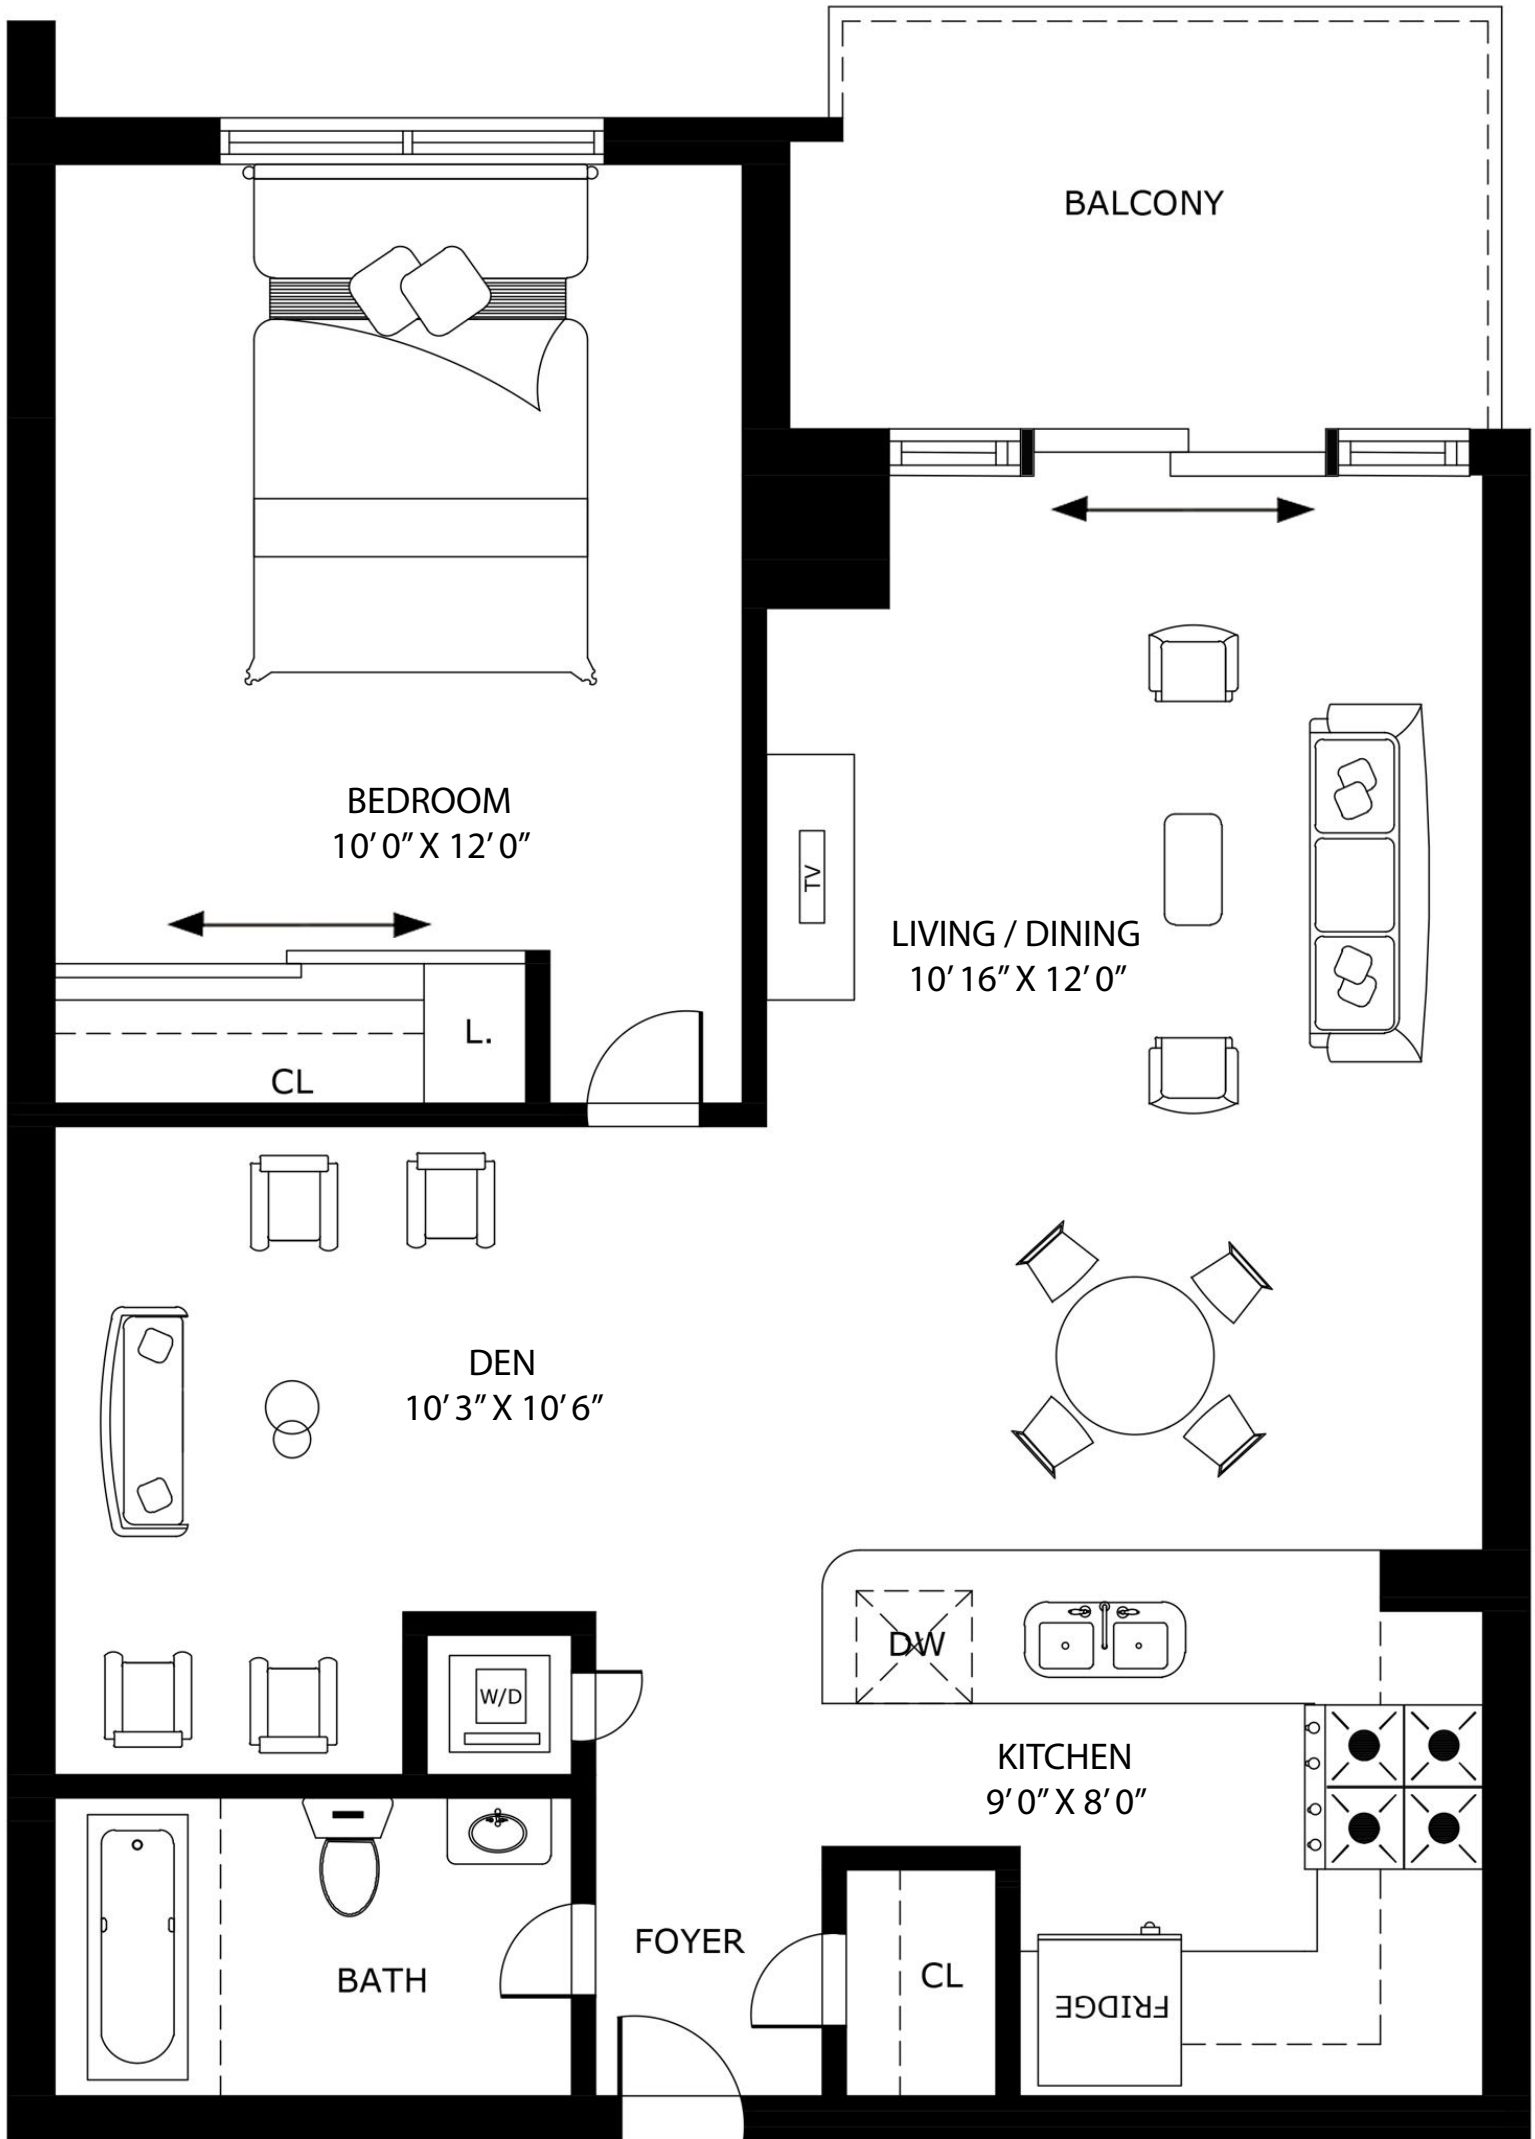 BALCONY
BEDROOM
10’ 0” X 12’ 0”
TV
LIVING / DINING
10’ 16” X 12’ 0”
L.
CL
DEN
10’ 3” X 10’ 6”
DW
W/D
KITCHEN
9’ 0” X 8’ 0”
FOYER
BATH
CL
FRIDGE